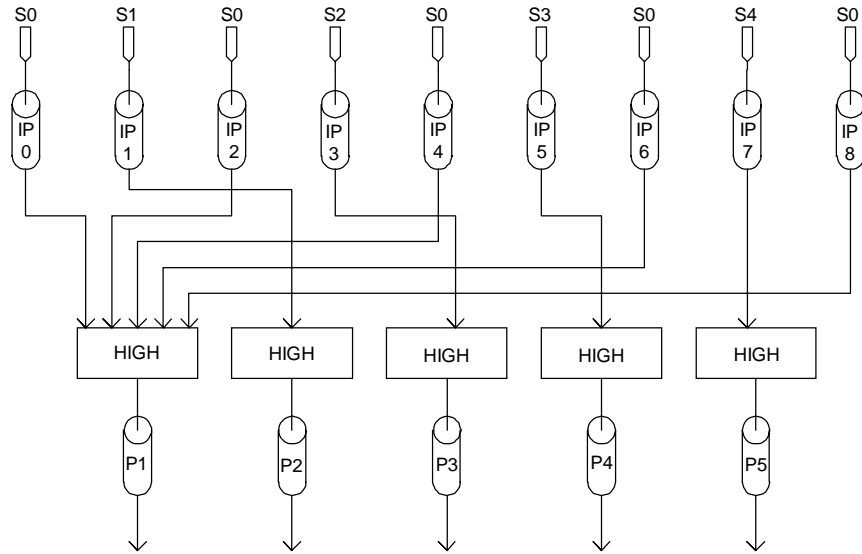 S0 S1 S0 S2 S0 S3 S0 S4 S0
IP IP IP IP IP IP IP IP IP
0 1 2 3 4 5 6 7 8
HIGH HIGH HIGH HIGH HIGH
P1 P2 P3 P4 P5